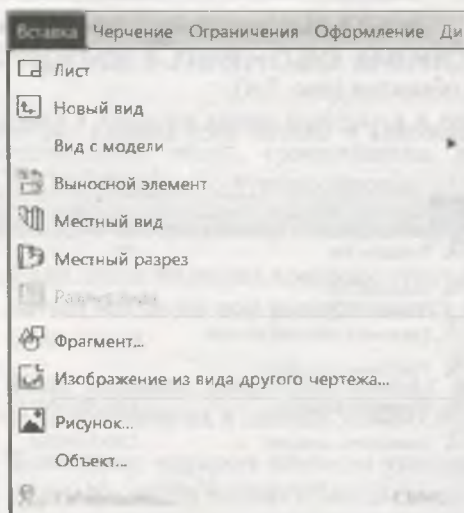 Вставка Черчение Ограничения Оформление Ди
Лист
Новый вид
Вид с модели
Выносной элемент
Местный вид
Местный разрез
Фрагмент...
Изображение из вида другого чертежа...
Рисунок...
Объект...